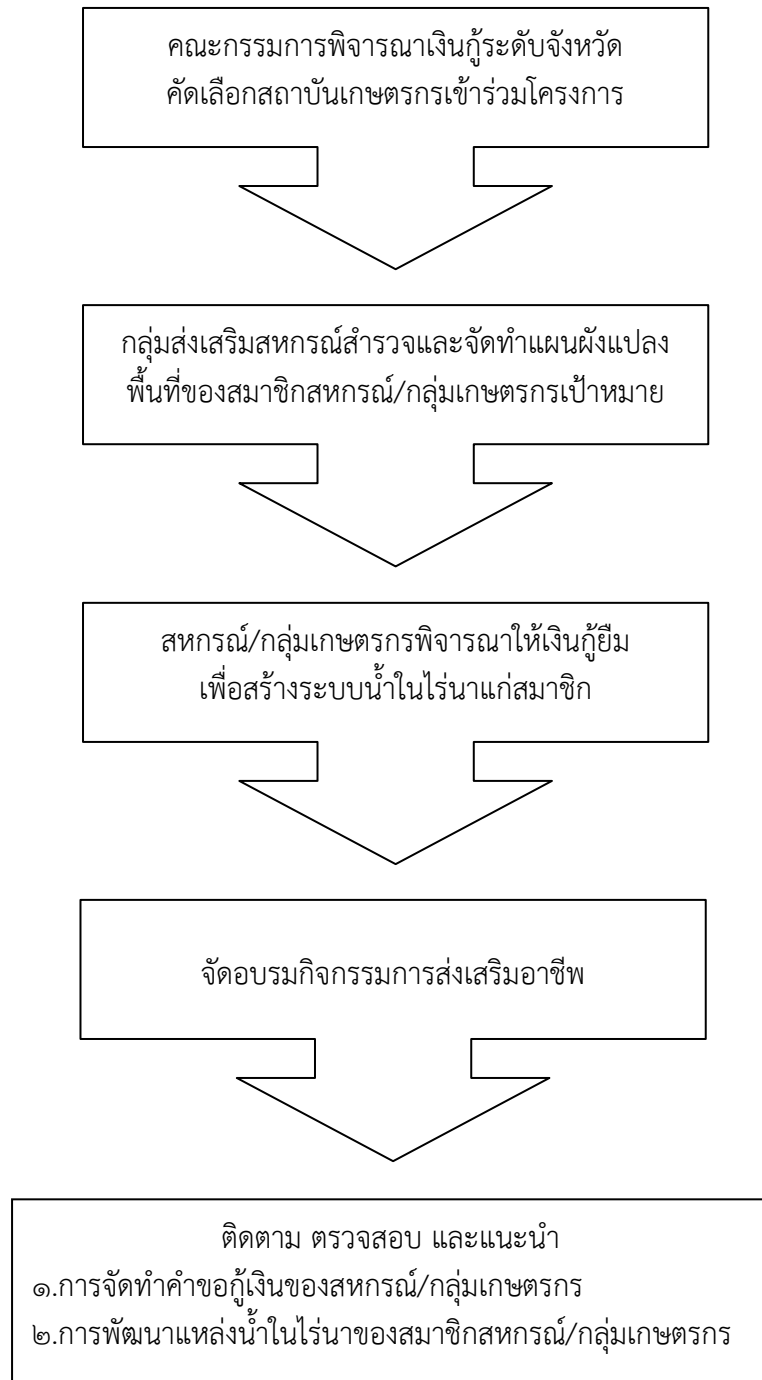 คณะกรรมการพิจารณาเงินกู้ระดับจังหวัด
คัดเลือกสถาบันเกษตรกรเข้าร่วมโครงการ
กลุ่มส่งเสริมสหกรณ์สำรวจและจัดทำแผนผังแปลง
พื้นที่ของสมาชิกสหกรณ์/กลุ่มเกษตรกรเป้าหมาย
สหกรณ์/กลุ่มเกษตรกรพิจารณาให้เงินกู้ยืม
เพื่อสร้างระบบน้ำในไร่นาแก่สมาชิก
จัดอบรมกิจกรรมการส่งเสริมอาชีพ
ติดตาม ตรวจสอบ และแนะนำ
๑.การจัดทำคำขอกู้เงินของสหกรณ์/กลุ่มเกษตรกร
๒.การพัฒนาแหล่งน้ำในไร่นาของสมาชิกสหกรณ์/กลุ่มเกษตรกร